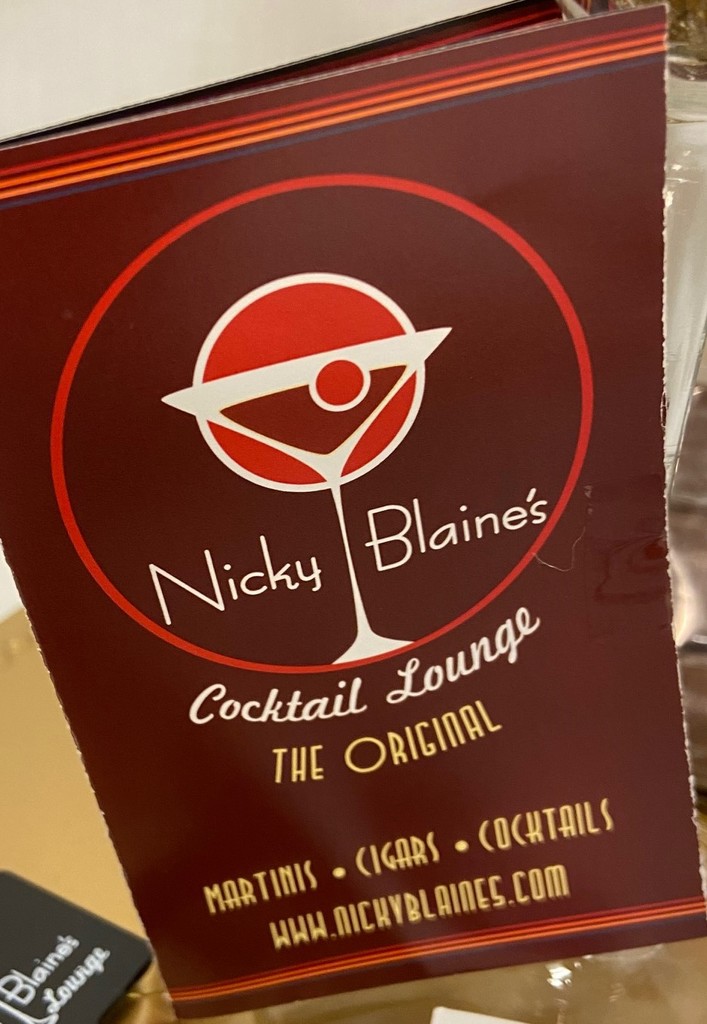 Nicky Blaine's
Cocktail Lounge
THE ORIGINAL
MARTINIS • CIGARS • COCKTAILS
WWW.NICKYBLAINES.COM
Blaine's
Lounge